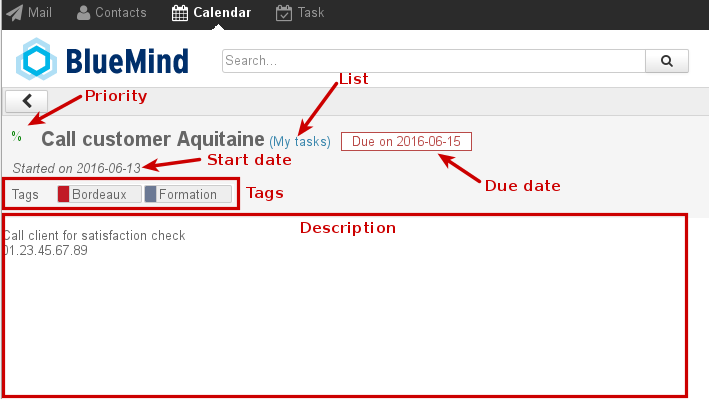 Mail Contacts Calendar Task
BlueMind Search...
List
Priority
% Call customer Aquitaine (My tasks) Due on 2016-06-15
Started on 2016-06-13 Start date
Due date
Tags Bordeaux Formation Tags
Description
Call client for satisfaction check
01.23.45.67.89